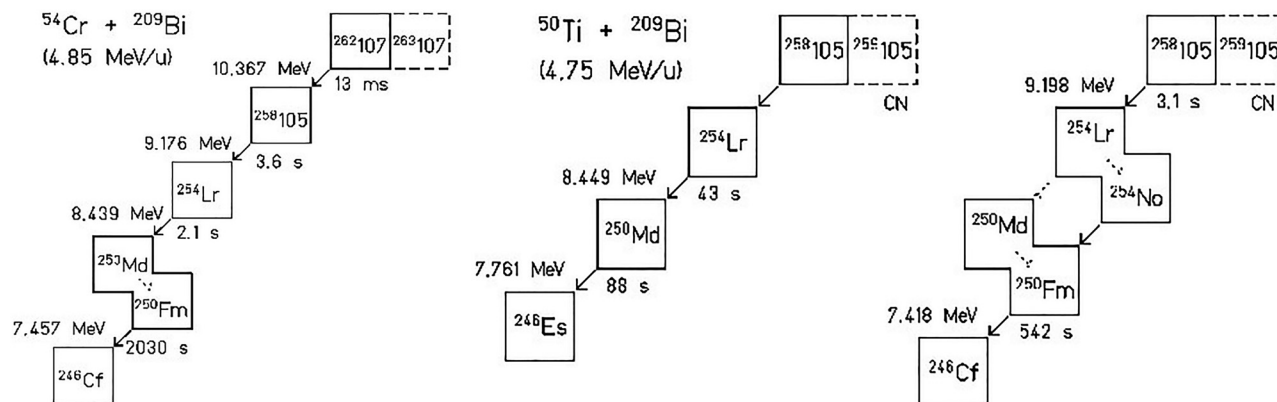 ⁵⁴Cr + ²⁰⁹Bi
(4.85 MeV/u)
²⁶²107 ²⁶³107
10.367 MeV
13 ms
²⁵⁸105
9.176 MeV
3.6 s
²⁵⁴Lr
8.439 MeV
2.1 s
²⁵⁰Md
²⁵⁰Fm
7.457 MeV
2030 s
²⁴⁶Cf
⁵⁰Ti + ²⁰⁹Bi
(4.75 MeV/u)
²⁵⁸105 ²⁵⁹105
CN
²⁵⁴Lr
8.449 MeV
43 s
²⁵⁰Md
7.761 MeV
88 s
²⁴⁶Es
²⁵⁸105 ²⁵⁹105
9.198 MeV
3.1 s
CN
²⁵⁴Lr
²⁵⁴No
²⁵⁰Md
²⁵⁰Fm
7.418 MeV
542 s
²⁴⁶Cf